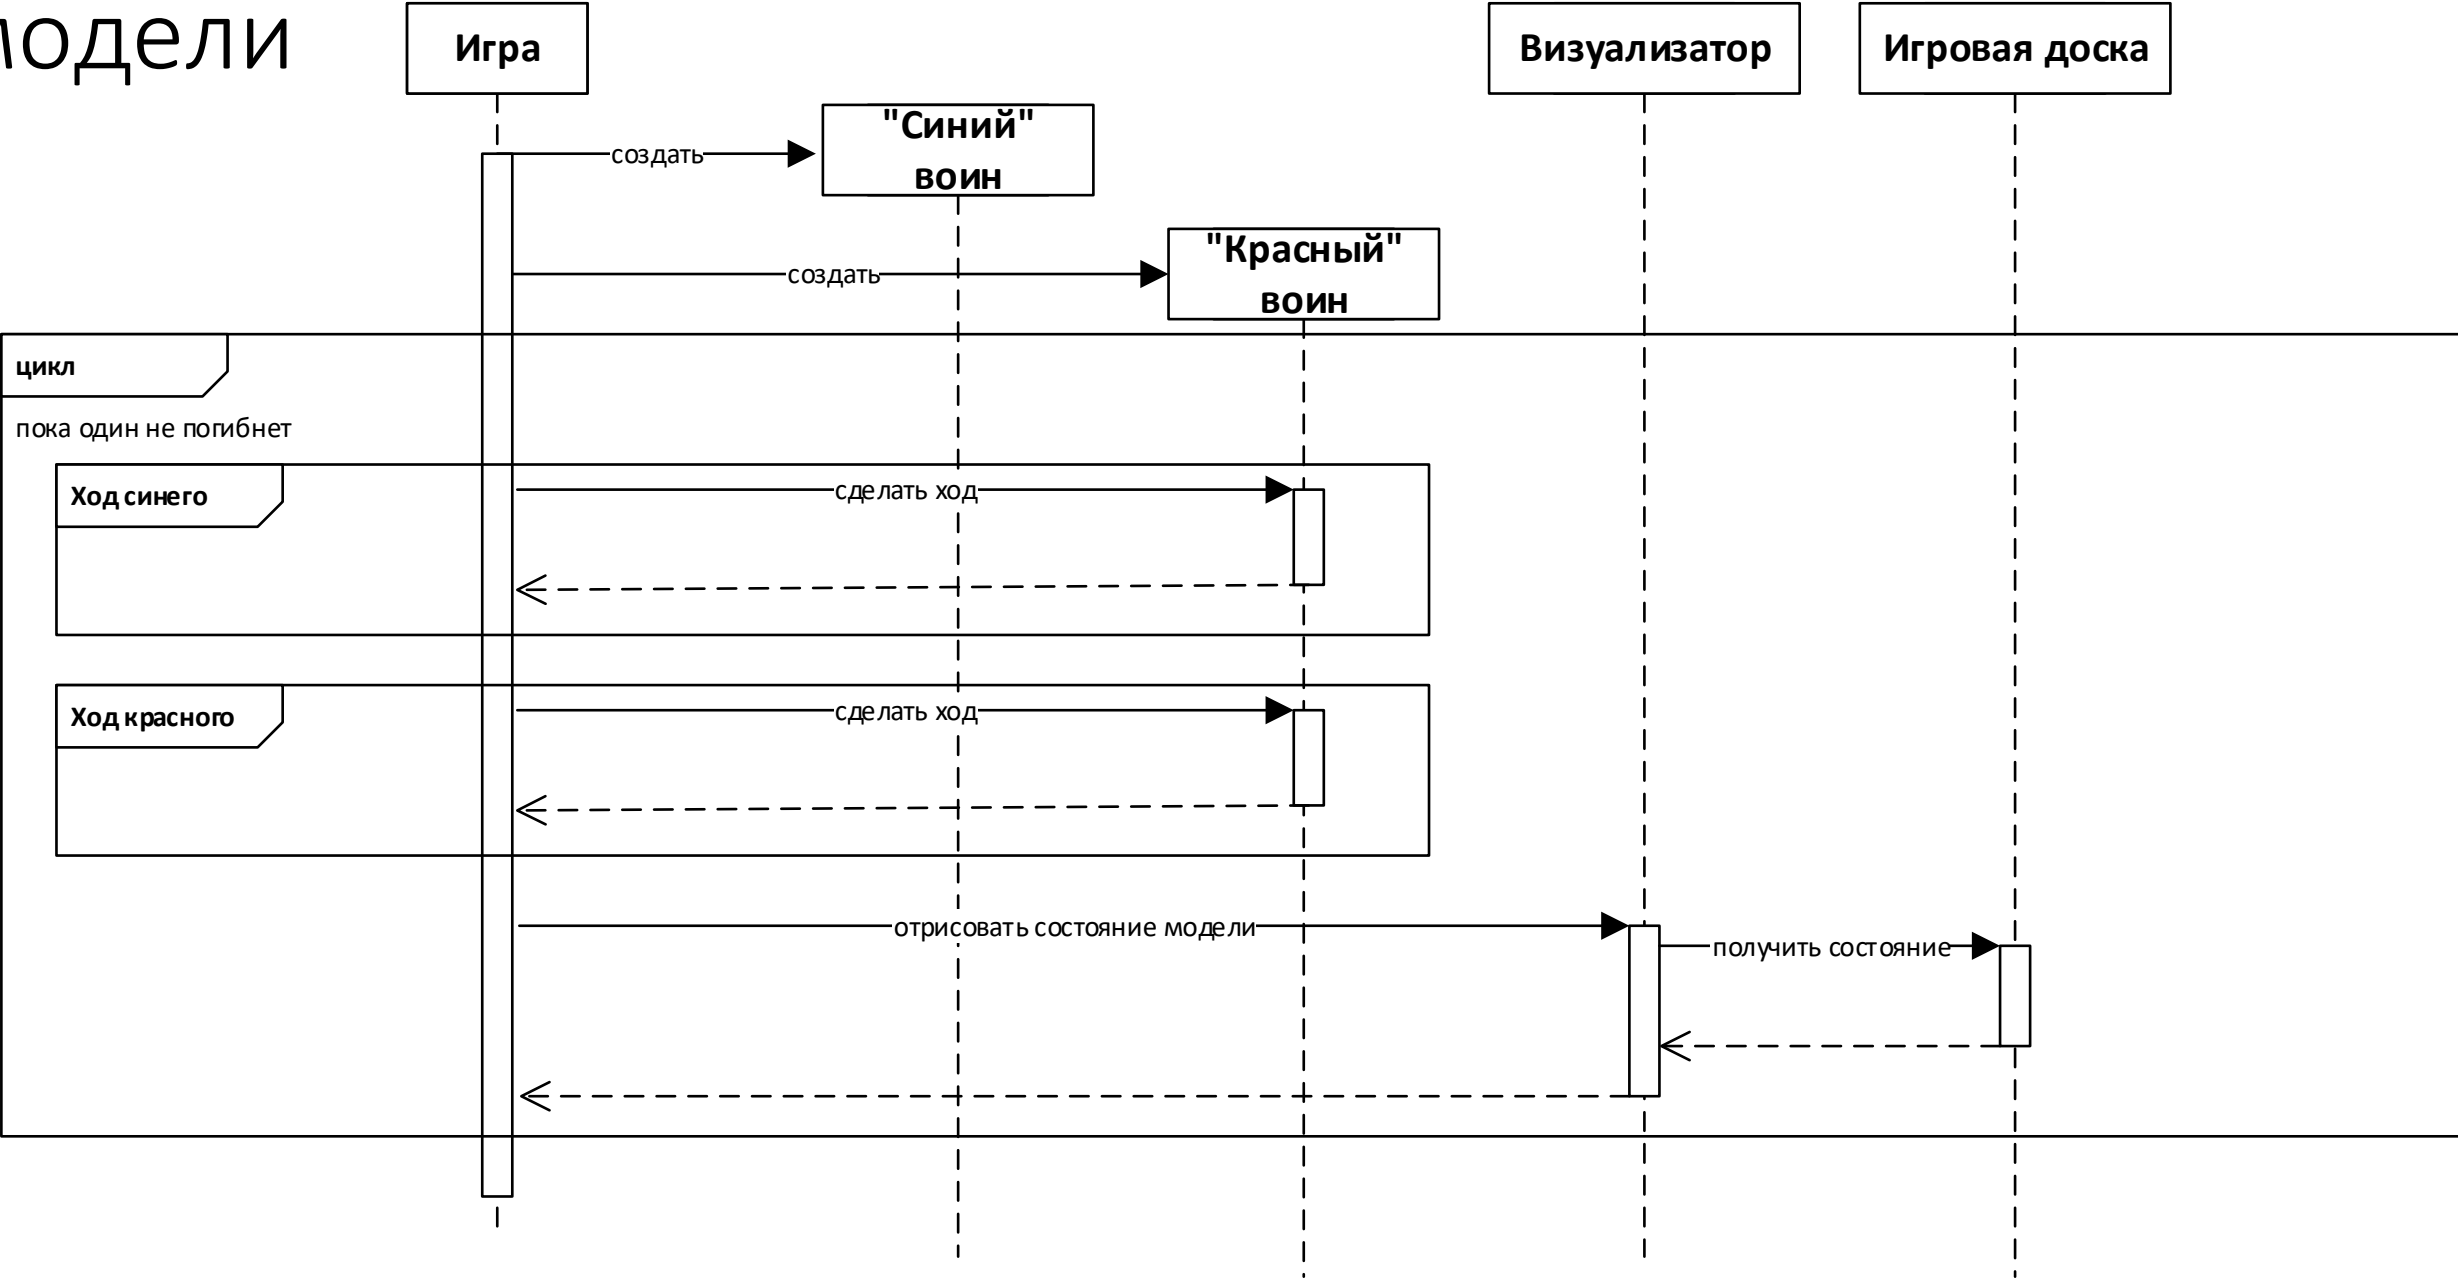 модели
Игра
Визуализатор
Игровая доска
"Синий"
воин
создать
"Красный"
воин
создать
цикл
пока один не погибнет
Ход синего
сделать ход
Ход красного
сделать ход
отрисовать состояние модели
получить состояние